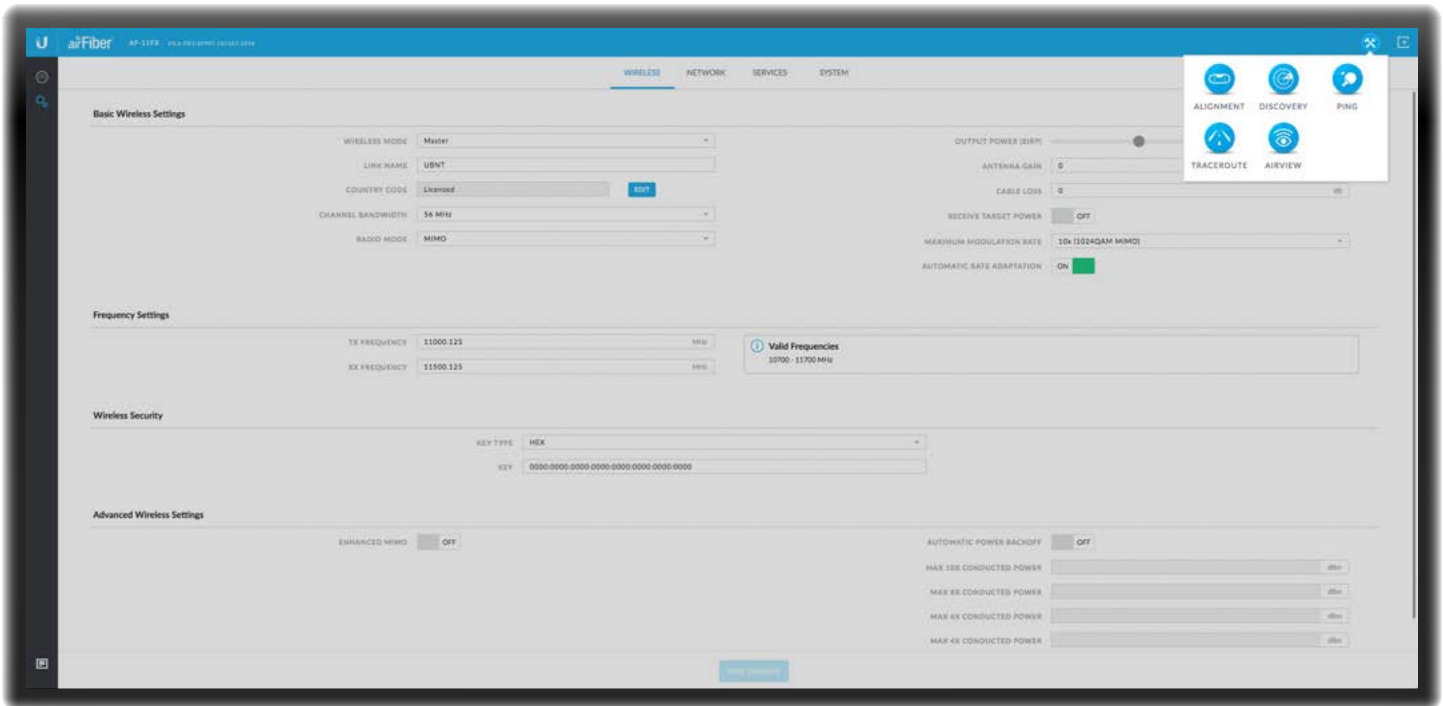 airFiber AF-11FX
WIRELESS NETWORK SERVICES SYSTEM
ALIGNMENT DISCOVERY PING
TRACEROUTE AIRVIEW
Basic Wireless Settings
WIRELESS MODE Master
LINK NAME UBNT
COUNTRY CODE Licensed EDIT
CHANNEL BANDWIDTH 56 MHz
RADIO MODE MIMO
OUTPUT POWER (EIRP)
ANTENNA GAIN 0
CABLE LOSS 0 dB
RECEIVE TARGET POWER OFF
MAXIMUM MODULATION RATE 10x (1024QAM MIMO)
AUTOMATIC RATE ADAPTATION ON
Frequency Settings
TX FREQUENCY 11000.125 MHz
RX FREQUENCY 11500.125 MHz
Valid Frequencies
10700 - 11700 MHz
Wireless Security
KEY TYPE HEX
KEY 0000:0000:0000:0000:0000:0000:0000:0000
Advanced Wireless Settings
ENHANCED MIMO OFF
AUTOMATIC POWER BACKOFF OFF
MAX 10X CONDUCTED POWER dBm
MAX 8X CONDUCTED POWER dBm
MAX 6X CONDUCTED POWER dBm
MAX 4X CONDUCTED POWER dBm